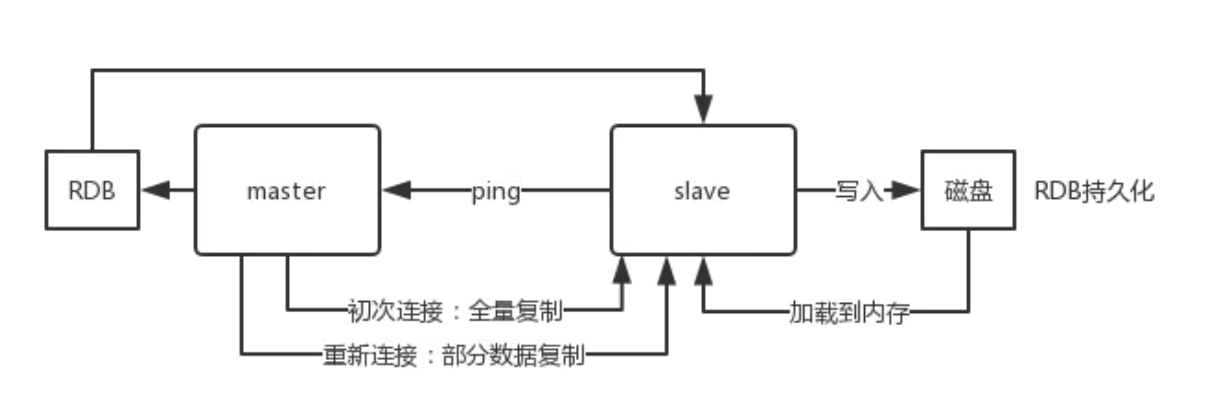 RDB
master
ping
slave
写入
磁盘
RDB持久化
初次连接：全量复制
加载到内存
重新连接：部分数据复制